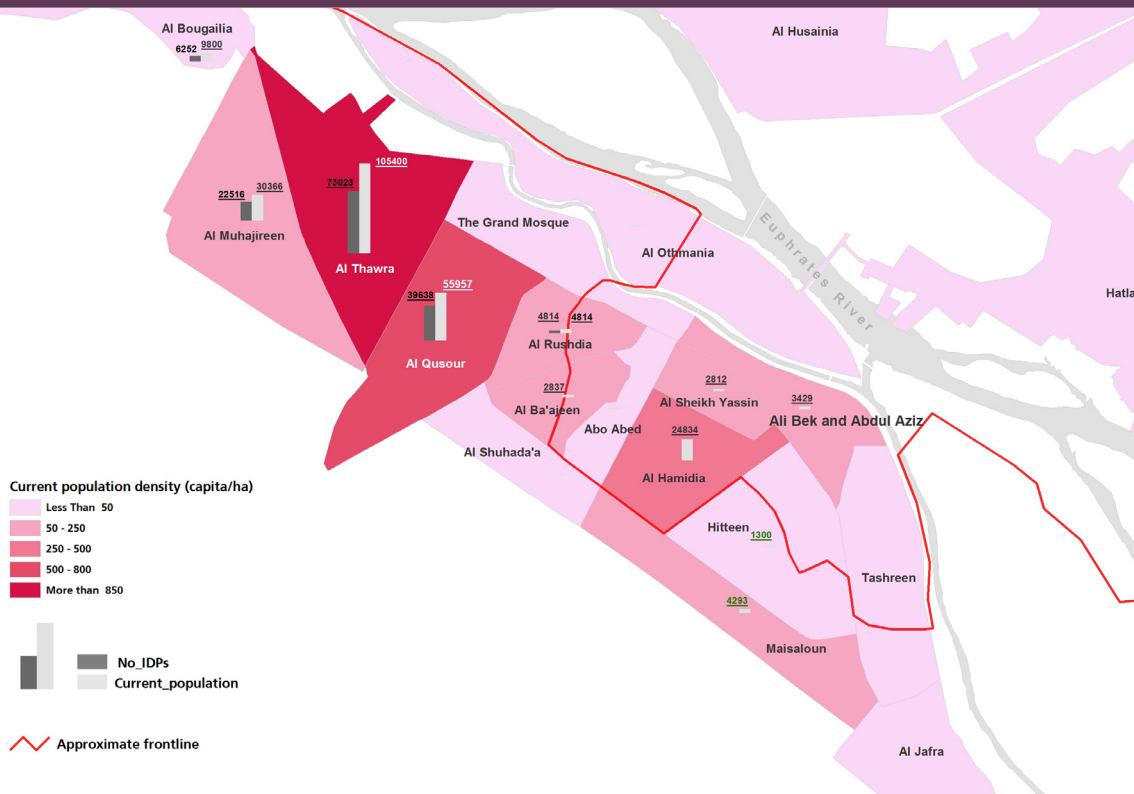 Al Bougailia
6252 9800
Al Husainia
105400
73023
30366
22516
Al Muhajireen
Al Thawra
The Grand Mosque
Al Othmania
Euphrates River
Hatla
55957
39638
Al Qusour
4814 4814
Al Rushdia
2837
Al Ba'ajeen
2812
Al Sheikh Yassin
3429
Ali Bek and Abdul Aziz
Abo Abed
24834
Al Hamidia
Al Shuhada'a
Hitteen
1300
Tashreen
4293
Maisaloun
Al Jafra
Current population density (capita/ha)
Less Than 50
50 - 250
250 - 500
500 - 800
More than 850
No_IDPs
Current_population
Approximate frontline